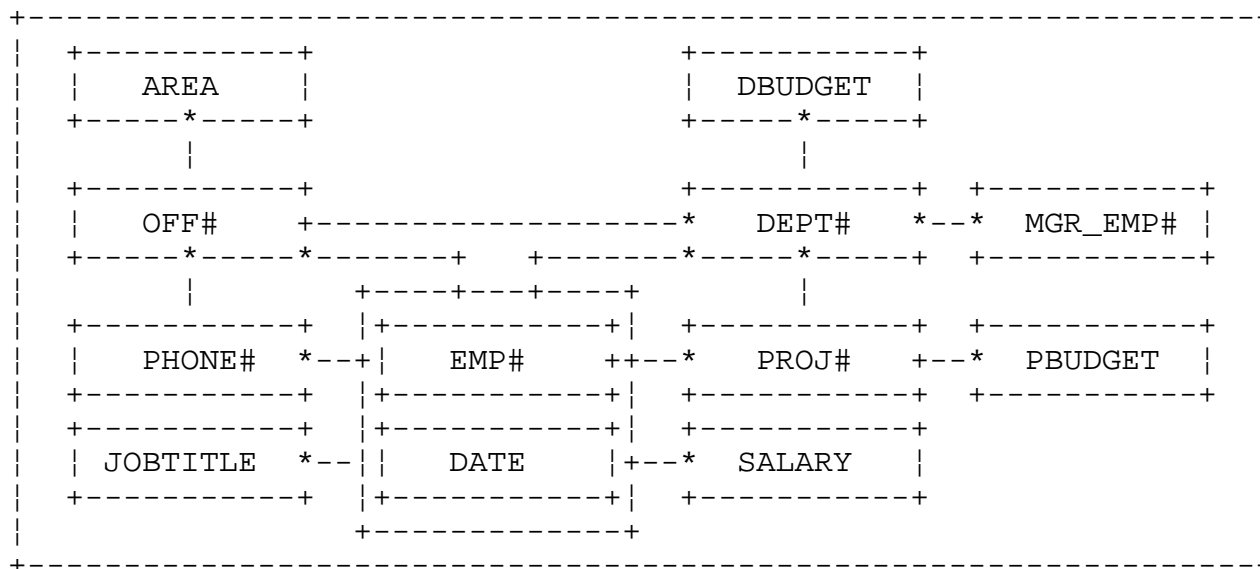 AREA DBUDGET
OFF# DEPT# MGR_EMP#
PHONE# EMP# PROJ# PBUDGET
JOBTITLE DATE SALARY